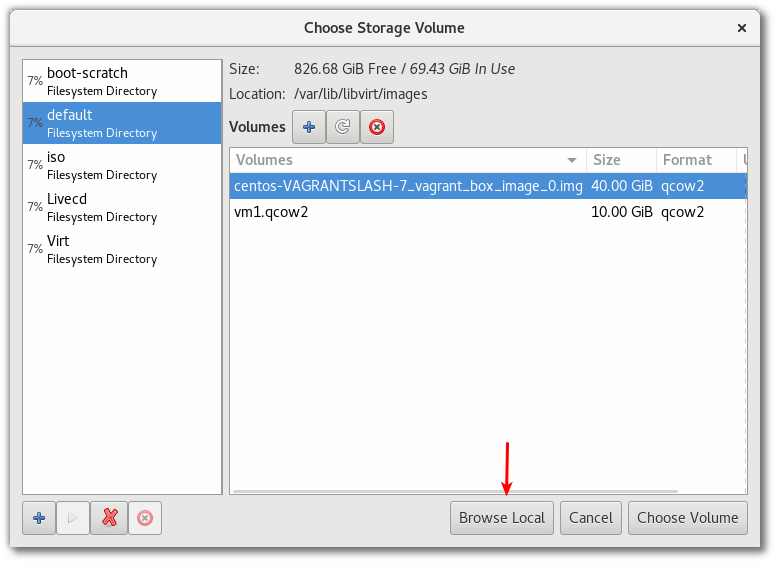 Choose Storage Volume
7% boot-scratch
Filesystem Directory
7% default
Filesystem Directory
7% iso
Filesystem Directory
7% Livecd
Filesystem Directory
7% Virt
Filesystem Directory
Size: 826.68 GiB Free / 69.43 GiB In Use
Location: /var/lib/libvirt/images
Volumes
Volumes Size Format
centos-VAGRANTSLASH-7_vagrant_box_image_0.img 40.00 GiB qcow2
vm1.qcow2 10.00 GiB qcow2
Browse Local Cancel Choose Volume